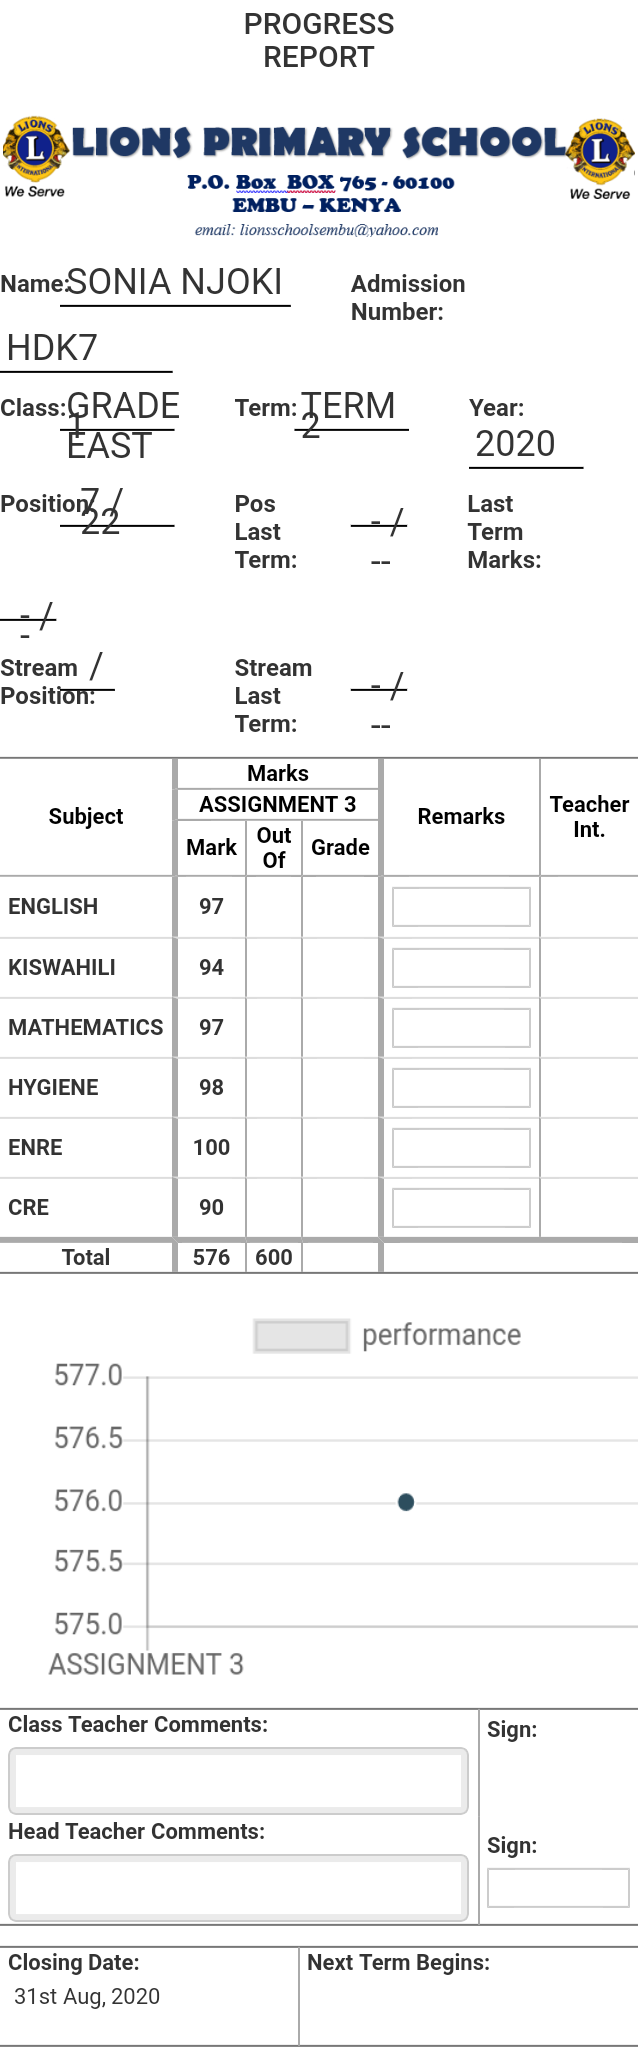 PROGRESS
REPORT
LIONS INTERNATIONAL
L
We Serve
LIONS PRIMARY SCHOOL
P.O. Box BOX 765 - 60100
EMBU – KENYA
email: lionsschoolsembu@yahoo.com
LIONS INTERNATIONAL
L
We Serve
Name: SONIA NJOKI Admission
Number:
HDK7
Class: GRADE
1
EAST
Term: TERM
2
Year:
2020
Position: 7 /
22
Pos
Last
Term:
- /
--
Last
Term
Marks:
- /
-
Stream
Position:
/
Stream
Last
Term:
- /
--
Subject Marks Remarks Teacher
Int.
ASSIGNMENT 3
Mark Out
Of Grade
ENGLISH 97
KISWAHILI 94
MATHEMATICS 97
HYGIENE 98
ENRE 100
CRE 90
Total 576 600
performance
577.0
576.5
576.0
575.5
575.0
ASSIGNMENT 3
Class Teacher Comments: Sign:
Head Teacher Comments: Sign:
Closing Date: Next Term Begins:
31st Aug, 2020